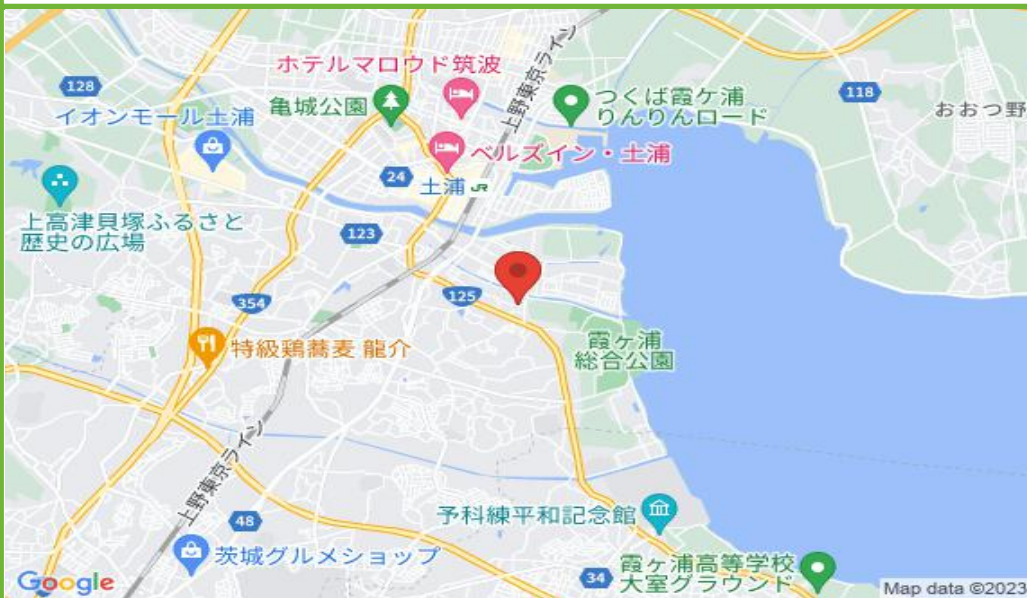 ホテルマロウド筑波
上野東京ライン
128
亀城公園
つくば霞ケ浦
りんりんロード
118
おおつ野
イオンモール土浦
ベルズイン・土浦
24
土浦 JR
上高津貝塚ふるさと
歴史の広場
123
125
354
霞ヶ浦
総合公園
特級鶏蕎麦 龍介
上野東京ライン
予科練平和記念館
48
茨城グルメショップ
霞ヶ浦高等学校
大室グラウンド
34
Google
Map data ©2023